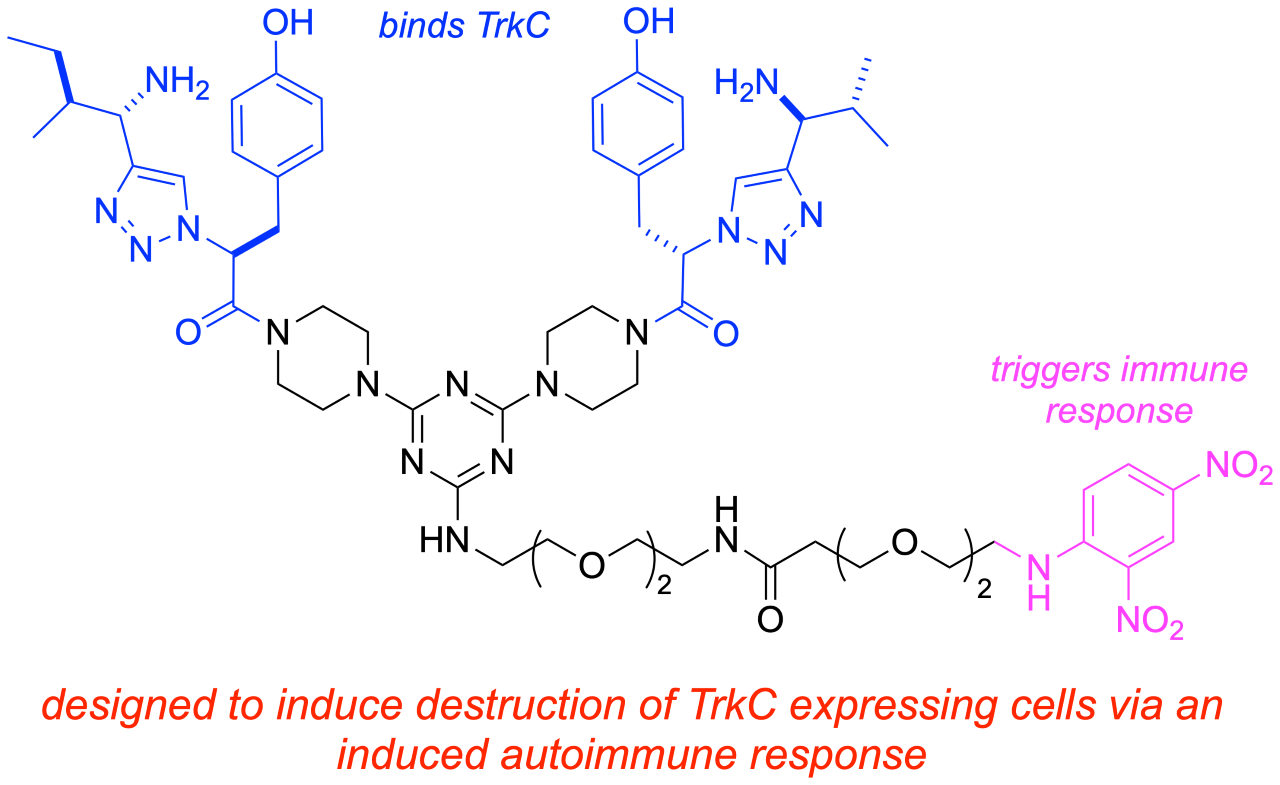 OH
binds TrkC
OH
NH2
H2N
N
N
N
N
N
N
O
N
N
O
N
N
N
N
N
triggers immune
response
NO2
HN
O
2
H
N
O
O
2
N
H
NO2
designed to induce destruction of TrkC expressing cells via an
induced autoimmune response